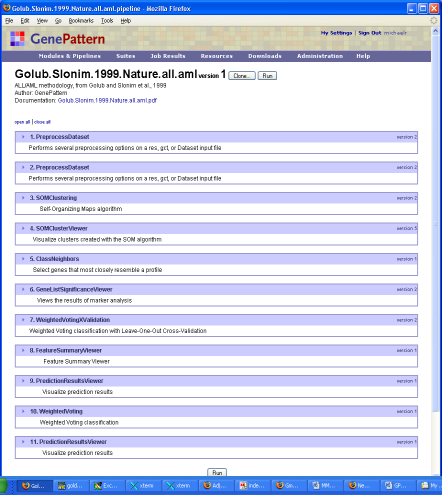 Golub.Slonim.1999.Nature.all.aml.pipeline - Mozilla Firefox
File Edit View Go Bookmarks Tools Help
GenePattern
My Settings | Sign Out michaelr
Modules & Pipelines Suites Job Results Resources Downloads Administration Help
Golub.Slonim.1999.Nature.all.aml version 1 Clone... Run
ALL/AML methodology, from Golub and Slonim et al., 1999
Author: GenePattern
Documentation: Golub.Slonim.1999.Nature.all.aml.pdf
open all | close all
1. PreprocessDataset version 2
Performs several preprocessing options on a res, gct, or Dataset input file
2. PreprocessDataset version 2
Performs several preprocessing options on a res, gct, or Dataset input file
3. SOMClustering version 2
Self-Organizing Maps algorithm
4. SOMClusterViewer version 5
Visualize clusters created with the SOM algorithm
5. ClassNeighbors version 1
Select genes that most closely resemble a profile
6. GeneListSignificanceViewer version 2
Views the results of marker analysis
7. WeightedVotingXValidation version 2
Weighted Voting classification with Leave-One-Out Cross-Validation
8. FeatureSummaryViewer version 1
Feature Summary Viewer
9. PredictionResultsViewer version 1
Visualize prediction results
10. WeightedVoting version 1
Weighted Voting classification
11. PredictionResultsViewer version 1
Visualize prediction results
Run
Gol... gold... Exc... xterm xterm Adj... inde... Gin... MM... Ne... GP... My...